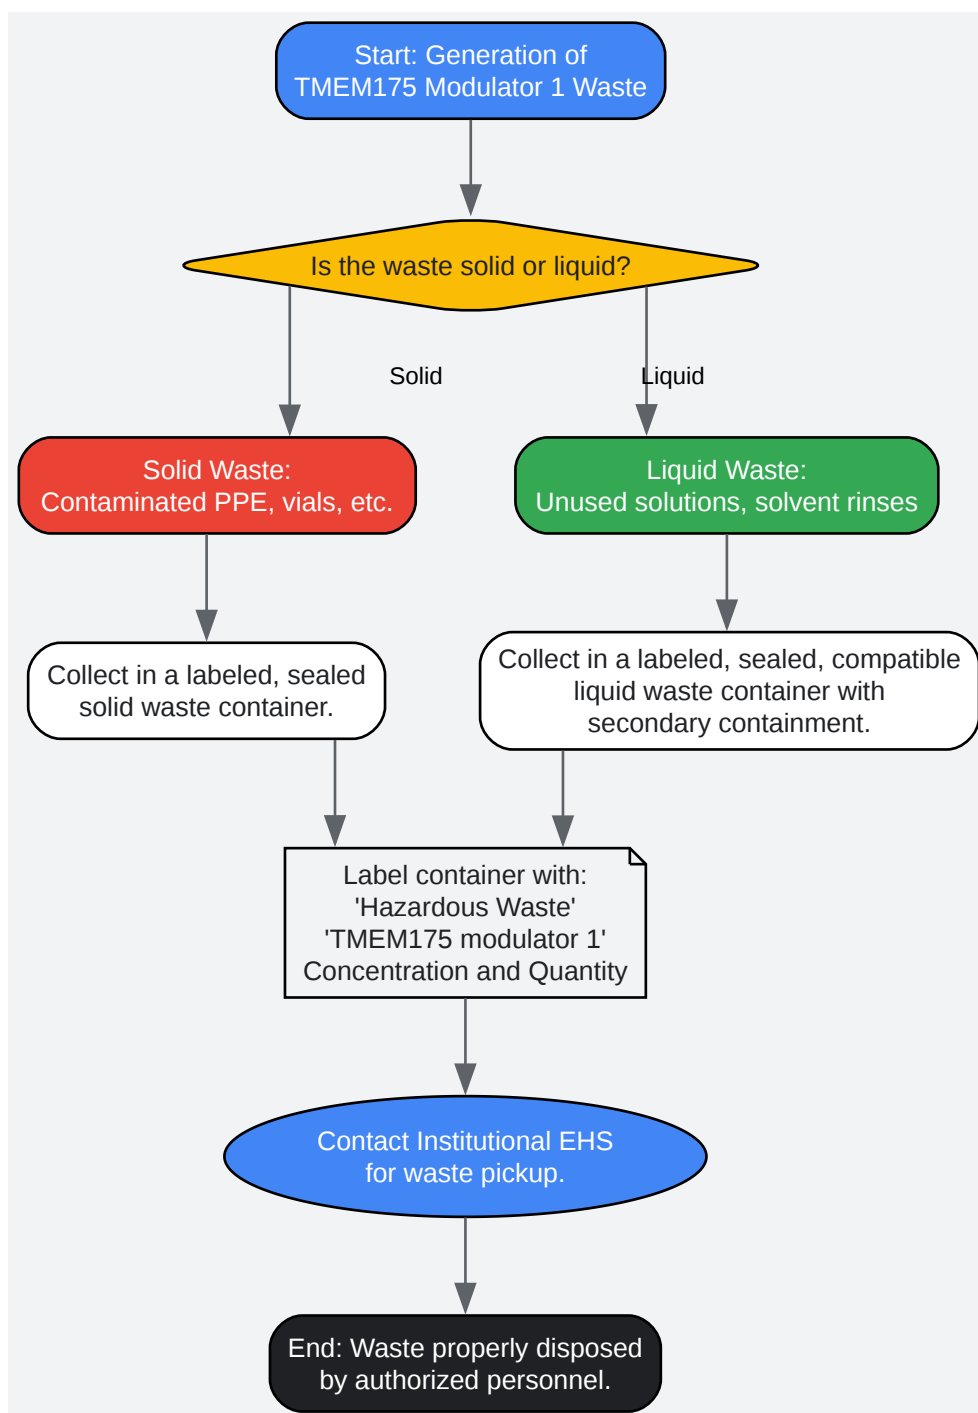 Start: Generation of
TMEM175 Modulator 1 Waste
Is the waste solid or liquid?
Solid
Liquid
Solid Waste:
Contaminated PPE, vials, etc.
Liquid Waste:
Unused solutions, solvent rinses
Collect in a labeled, sealed
solid waste container.
Collect in a labeled, sealed, compatible
liquid waste container with
secondary containment.
Label container with:
'Hazardous Waste'
'TMEM175 modulator 1'
Concentration and Quantity
Contact Institutional EHS
for waste pickup.
End: Waste properly disposed
by authorized personnel.